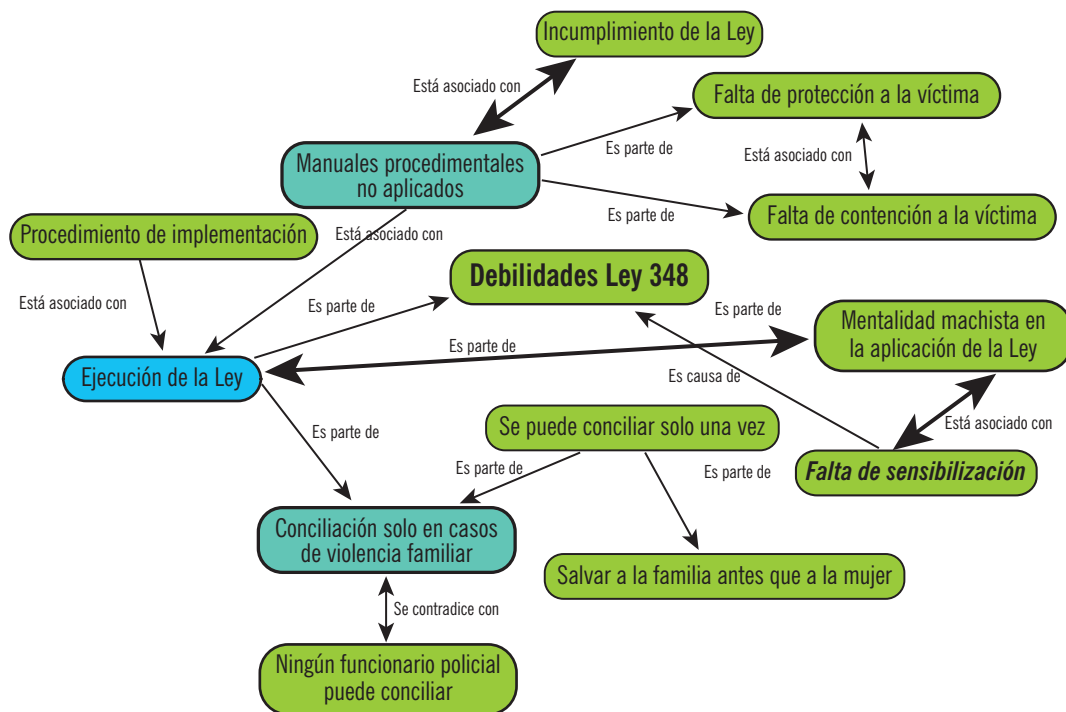 Incumplimiento de la Ley
Está asociado con
Falta de protección a la víctima
Manuales procedimentales
no aplicados
Es parte de
Está asociado con
Es parte de
Falta de contención a la víctima
Procedimiento de implementación
Está asociado con
Debilidades Ley 348
Está asociado con
Es parte de
Es parte de
Mentalidad machista en
la aplicación de la Ley
Es parte de
Ejecución de la Ley
Es causa de
Está asociado con
Es parte de
Se puede conciliar solo una vez
Falta de sensibilización
Es parte de
Es parte de
Conciliación solo en casos
de violencia familiar
Salvar a la familia antes que a la mujer
Se contradice con
Ningún funcionario policial
puede conciliar